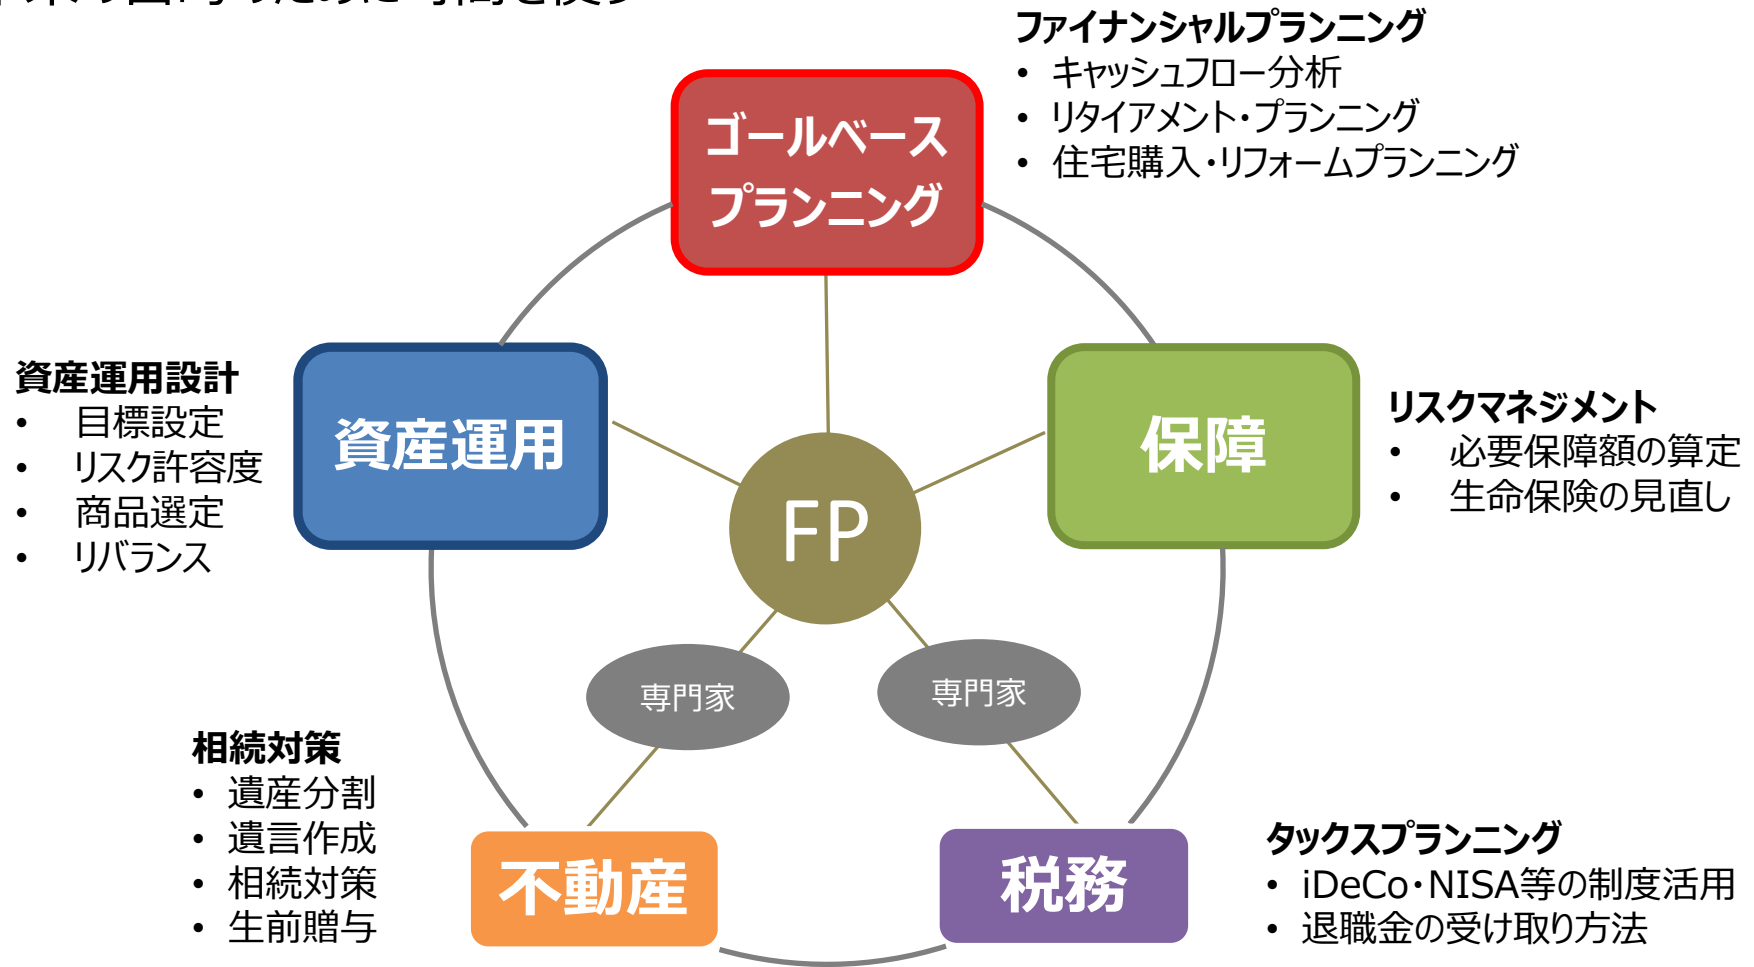 ファイナンシャルプランニング
• キャッシュフロー分析
• リタイアメント・プランニング
• 住宅購入・リフォームプランニング
ゴールベース
プランニング
資産運用設計
• 目標設定
• リスク許容度
• 商品選定
• リバランス
資産運用
保障
リスクマネジメント
• 必要保障額の算定
• 生命保険の見直し
FP
専門家
専門家
相続対策
• 遺産分割
• 遺言作成
• 相続対策
• 生前贈与
不動産
税務
タックスプランニング
• iDeCo・NISA等の制度活用
• 退職金の受け取り方法